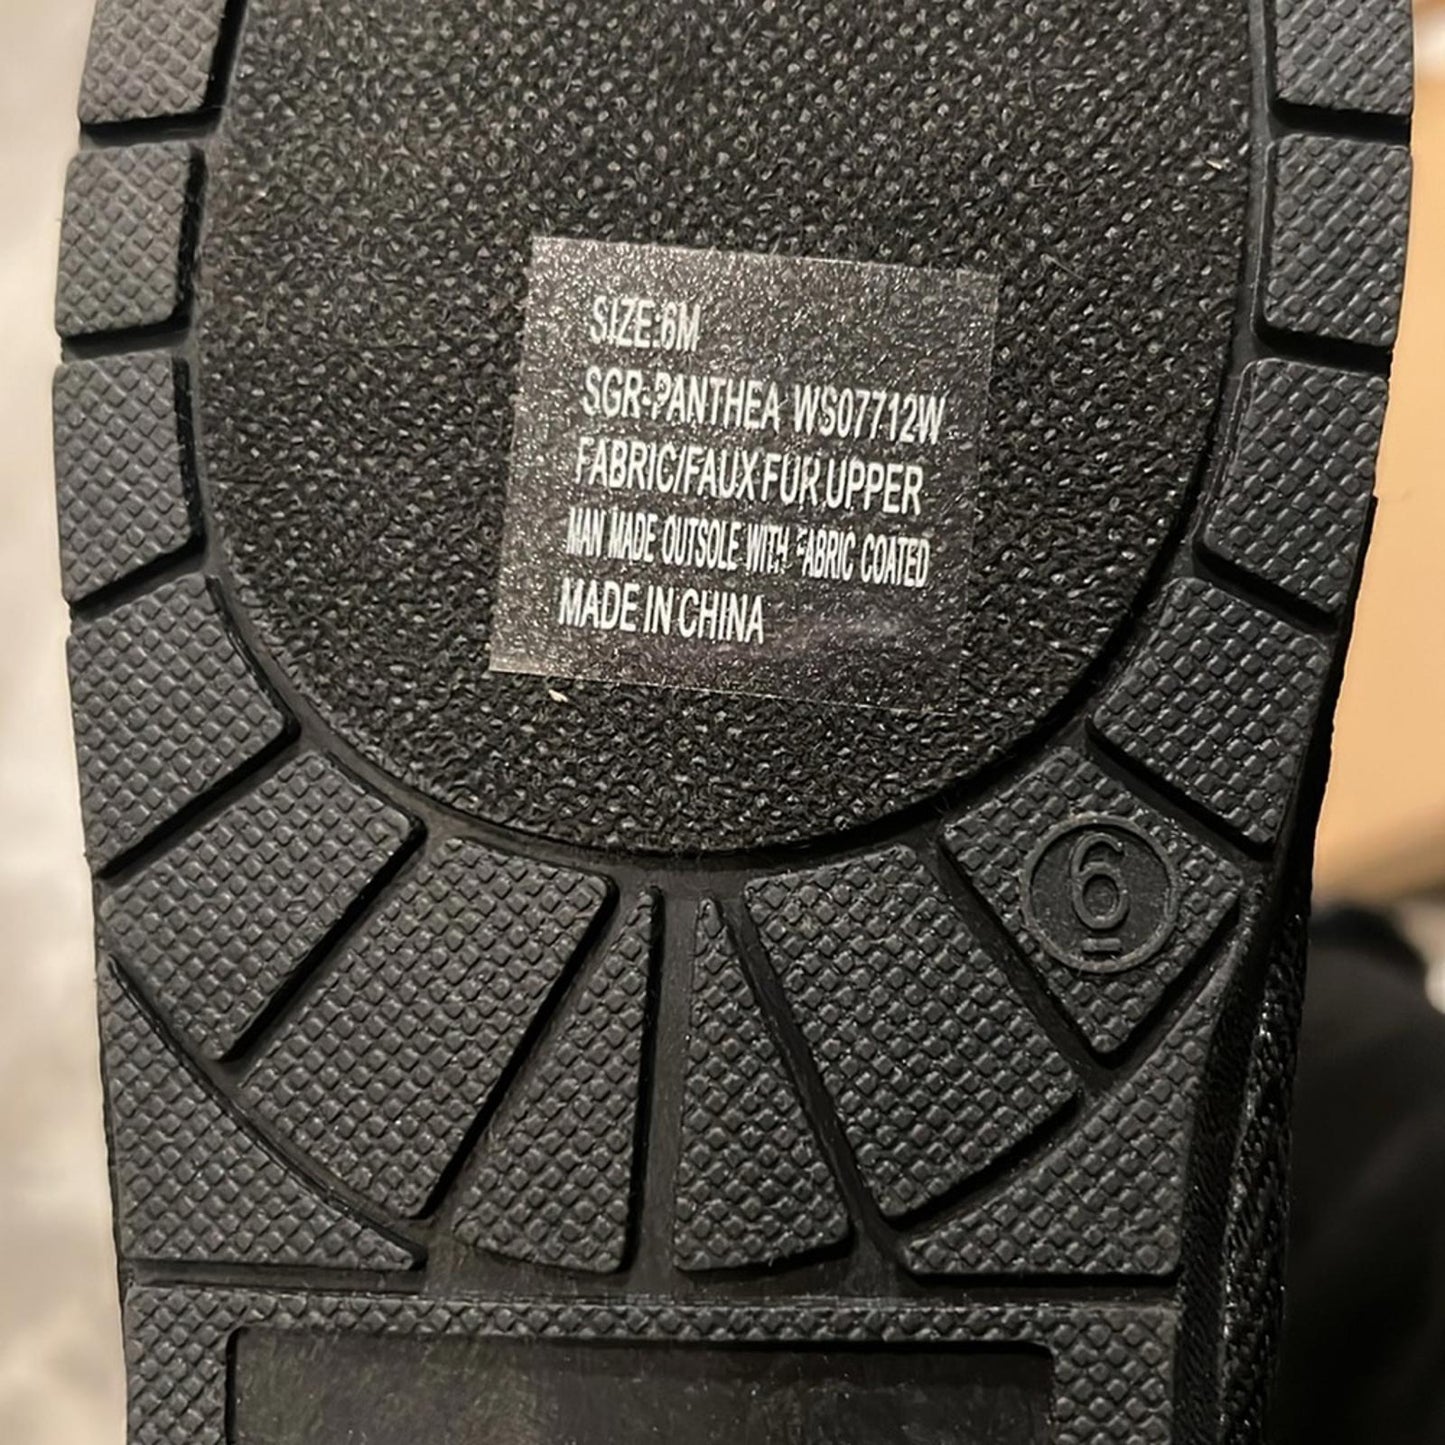 SIZE:6M
SGR-PANTHEA WS07712W
FABRIC/FAUX FUR UPPER
MAN MADE OUTSOLE WITH FABRIC COATED
MADE IN CHINA
6